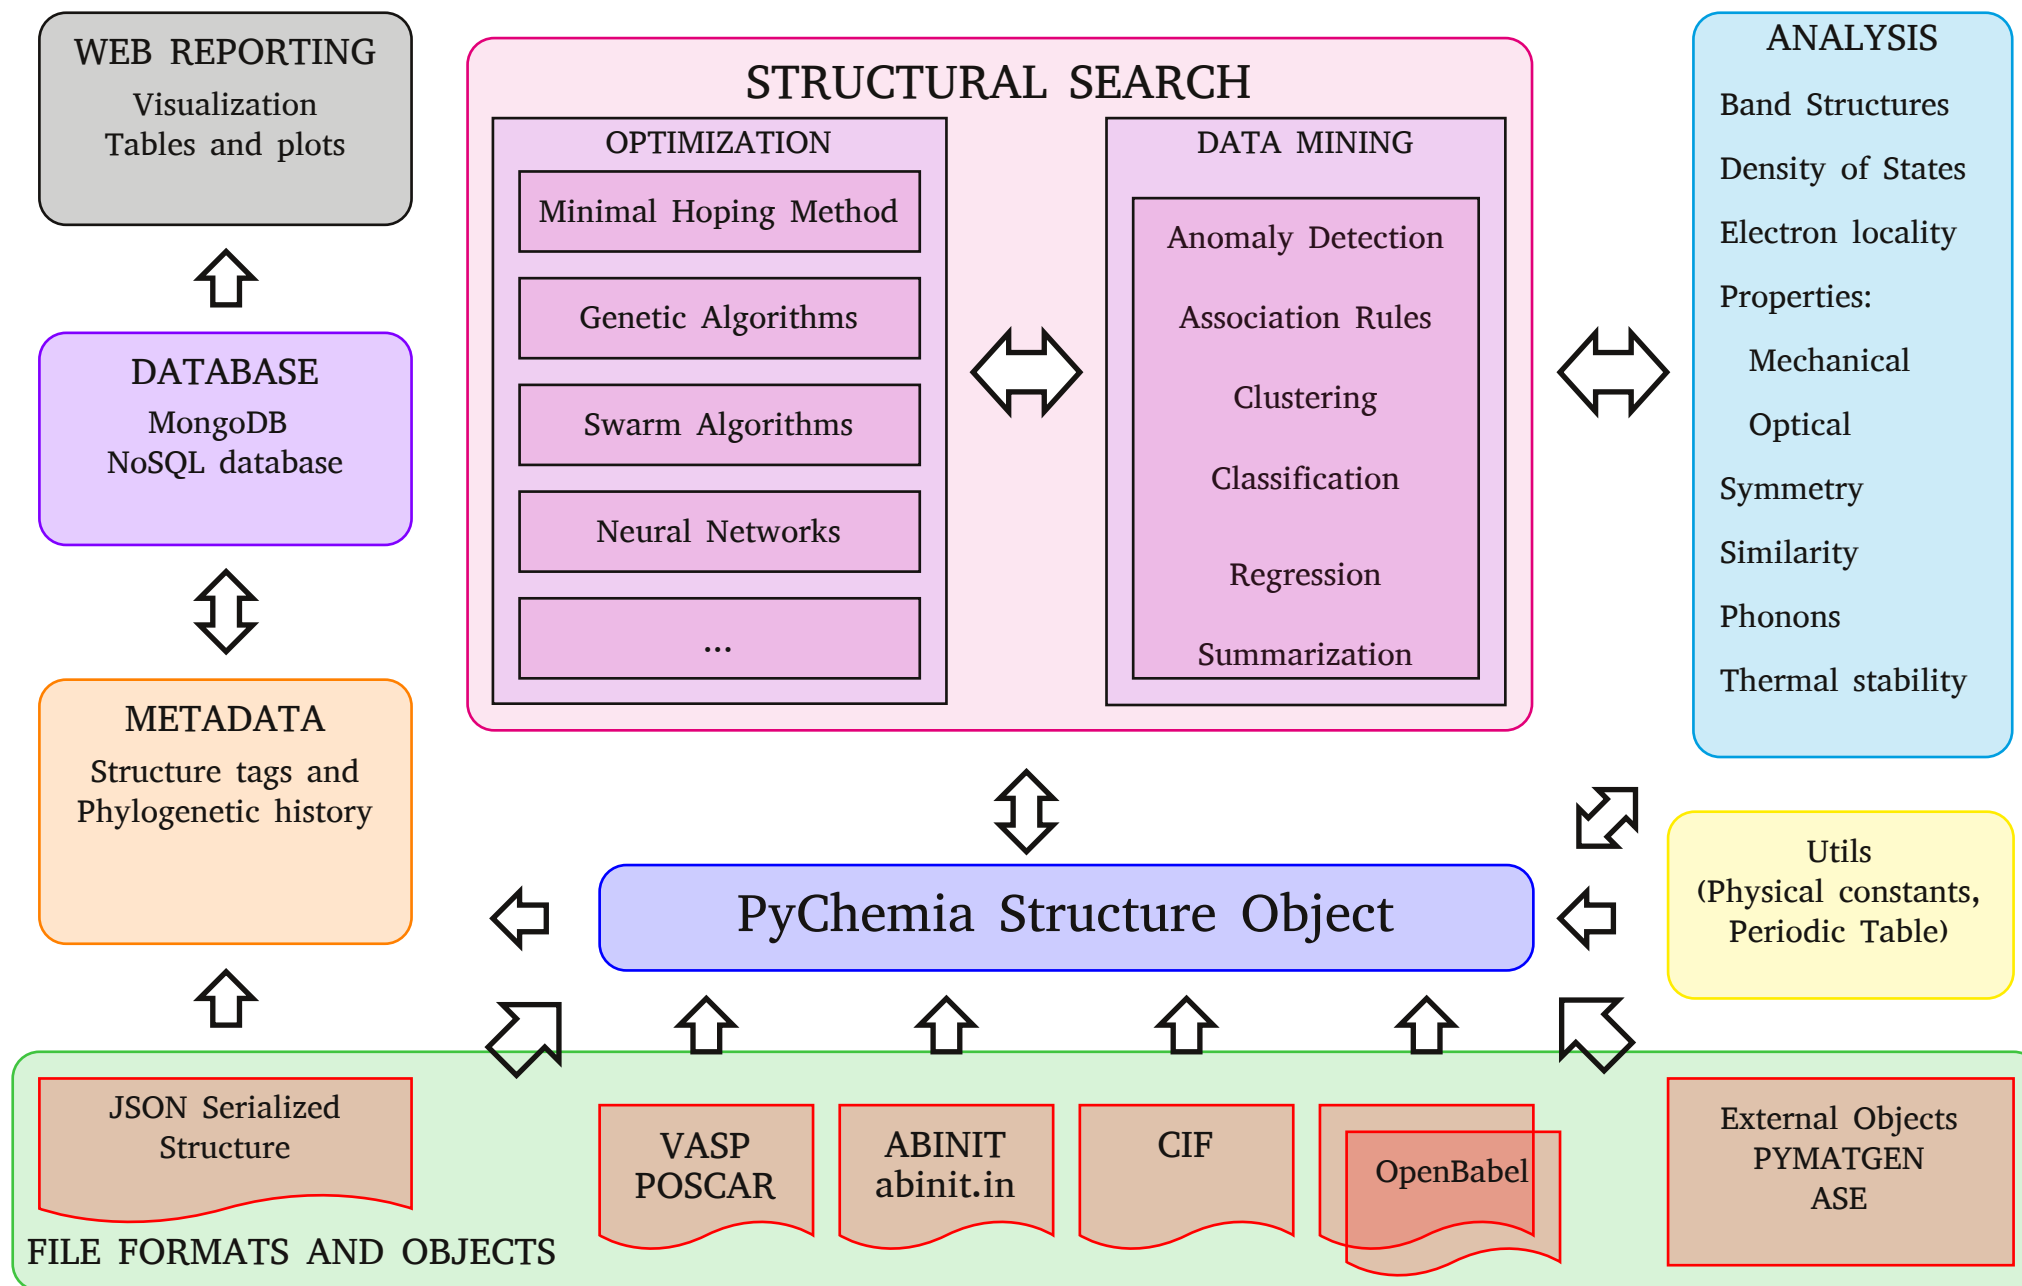 WEB REPORTING
Visualization
Tables and plots
DATABASE
MongoDB
NoSQL database
METADATA
Structure tags and
Phylogenetic history
STRUCTURAL SEARCH
OPTIMIZATION
Minimal Hoping Method
Genetic Algorithms
Swarm Algorithms
Neural Networks
...
DATA MINING
Anomaly Detection
Association Rules
Clustering
Classification
Regression
Summarization
ANALYSIS
Band Structures
Density of States
Electron locality
Properties:
Mechanical
Optical
Symmetry
Similarity
Phonons
Thermal stability
PyChemia Structure Object
Utils
(Physical constants,
Periodic Table)
JSON Serialized
Structure
VASP
POSCAR
ABINIT
abinit.in
CIF
OpenBabel
External Objects
PYMATGEN
ASE
FILE FORMATS AND OBJECTS